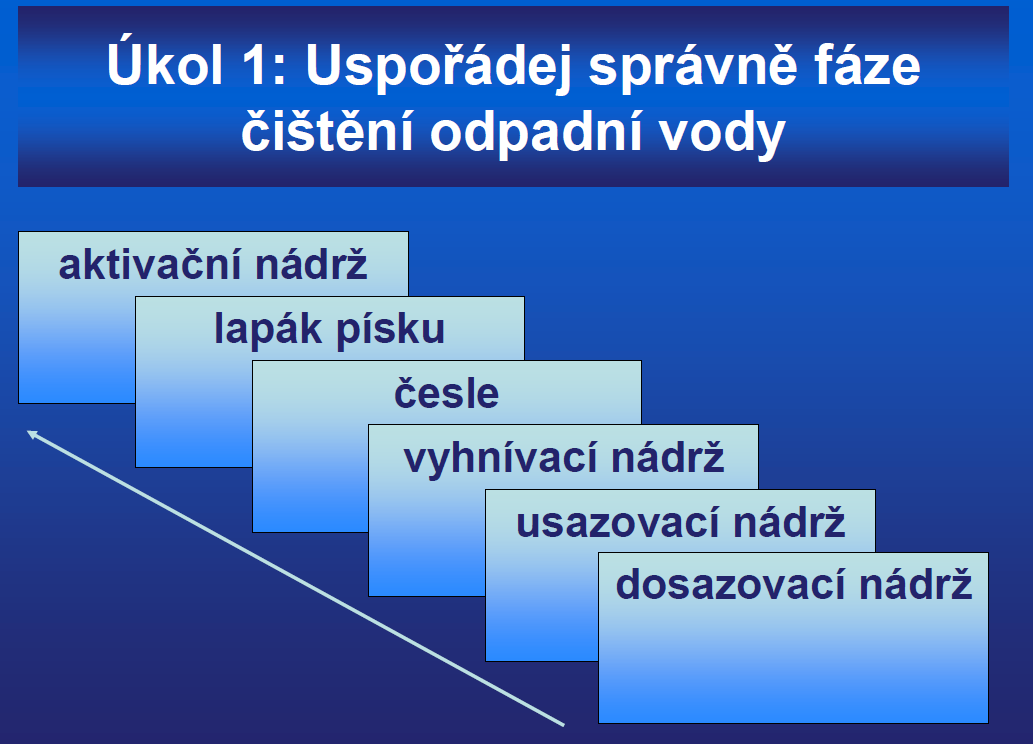 Úkol 1: Uspořádej správně fáze
čištění odpadní vody
aktivační nádrž
lapák písku
česle
vyhnívací nádrž
usazovací nádrž
dosazovací nádrž